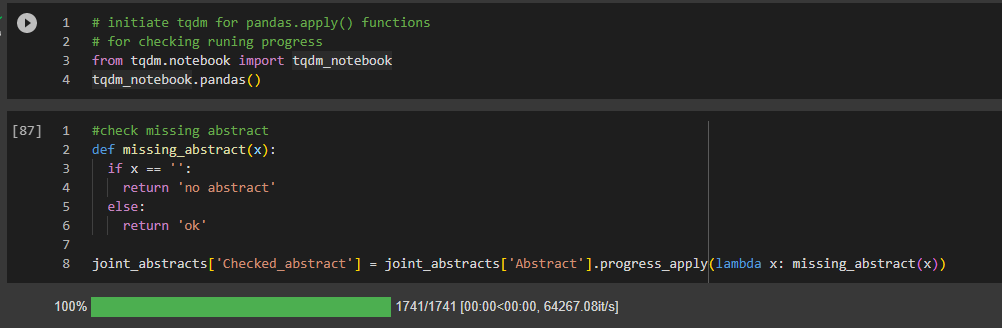 1 # initiate tqdm for pandas.apply() functions
2 # for checking runing progress
3 from tqdm.notebook import tqdm_notebook
4 tqdm_notebook.pandas()
[87] 1 #check missing abstract
2 def missing_abstract(x):
3 if x == '':
4 return 'no abstract'
5 else:
6 return 'ok'
7
8 joint_abstracts['Checked_abstract'] = joint_abstracts['Abstract'].progress_apply(lambda x: missing_abstract(x))
100% 1741/1741 [00:00<00:00, 64267.08it/s]